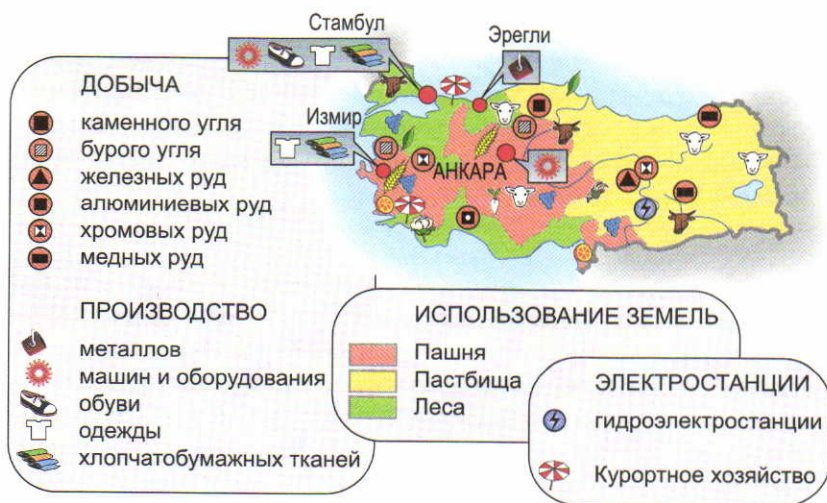 Стамбул
Эрегли
Измир
АНКАРА
ДОБЫЧА
каменного угля
бурого угля
железных руд
алюминиевых руд
хромовых руд
медных руд
ПРОИЗВОДСТВО
металлов
машин и оборудования
обуви
одежды
хлопчатобумажных тканей
ИСПОЛЬЗОВАНИЕ ЗЕМЕЛЬ
Пашня
Пастбища
Леса
ЭЛЕКТРОСТАНЦИИ
гидроэлектростанции
Курортное хозяйство